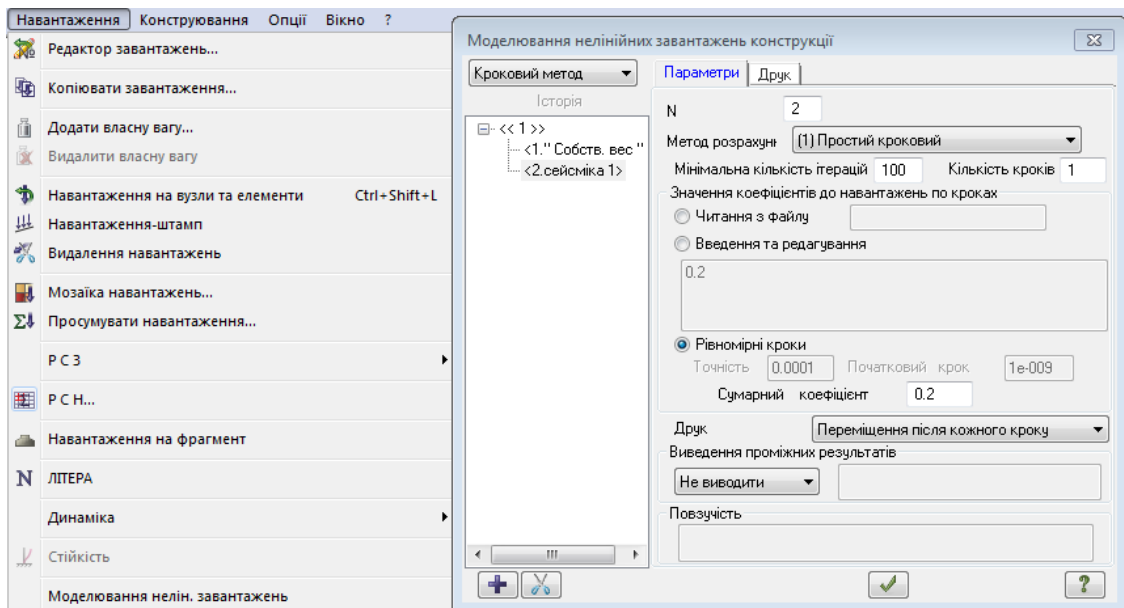 Навантаження Конструювання Опції Вікно ?
Редактор завантажень...
Копіювати завантаження...
Додати власну вагу...
Видалити власну вагу
Навантаження на вузли та елементи Ctrl+Shift+L
Навантаження-штамп
Видалення навантажень
Мозаїка навантажень...
Просумувати навантаження...
Р С З
Р С Н...
Навантаження на фрагмент
ЛІТЕРА
Динаміка
Стійкість
Моделювання нелін. завантажень
Моделювання нелінійних завантажень конструкції
Кроковий метод
Історія
<< 1 >>
<1." Собств. вес "
<2.сейсміка 1>
Параметри Друк
N 2
Метод розрахунк (1) Простий кроковий
Мінімальна кількість ітерацій 100 Кількість кроків 1
Значення коефіцієнтів до навантажень по кроках
Читання з файлу
Введення та редагування
0.2
Рівномірні кроки
Точність 0.0001 Початковий крок 1e-009
Сумарний коефіцієнт 0.2
Друк Переміщення після кожного кроку
Виведення проміжних результатів
Не виводити
Повзучість